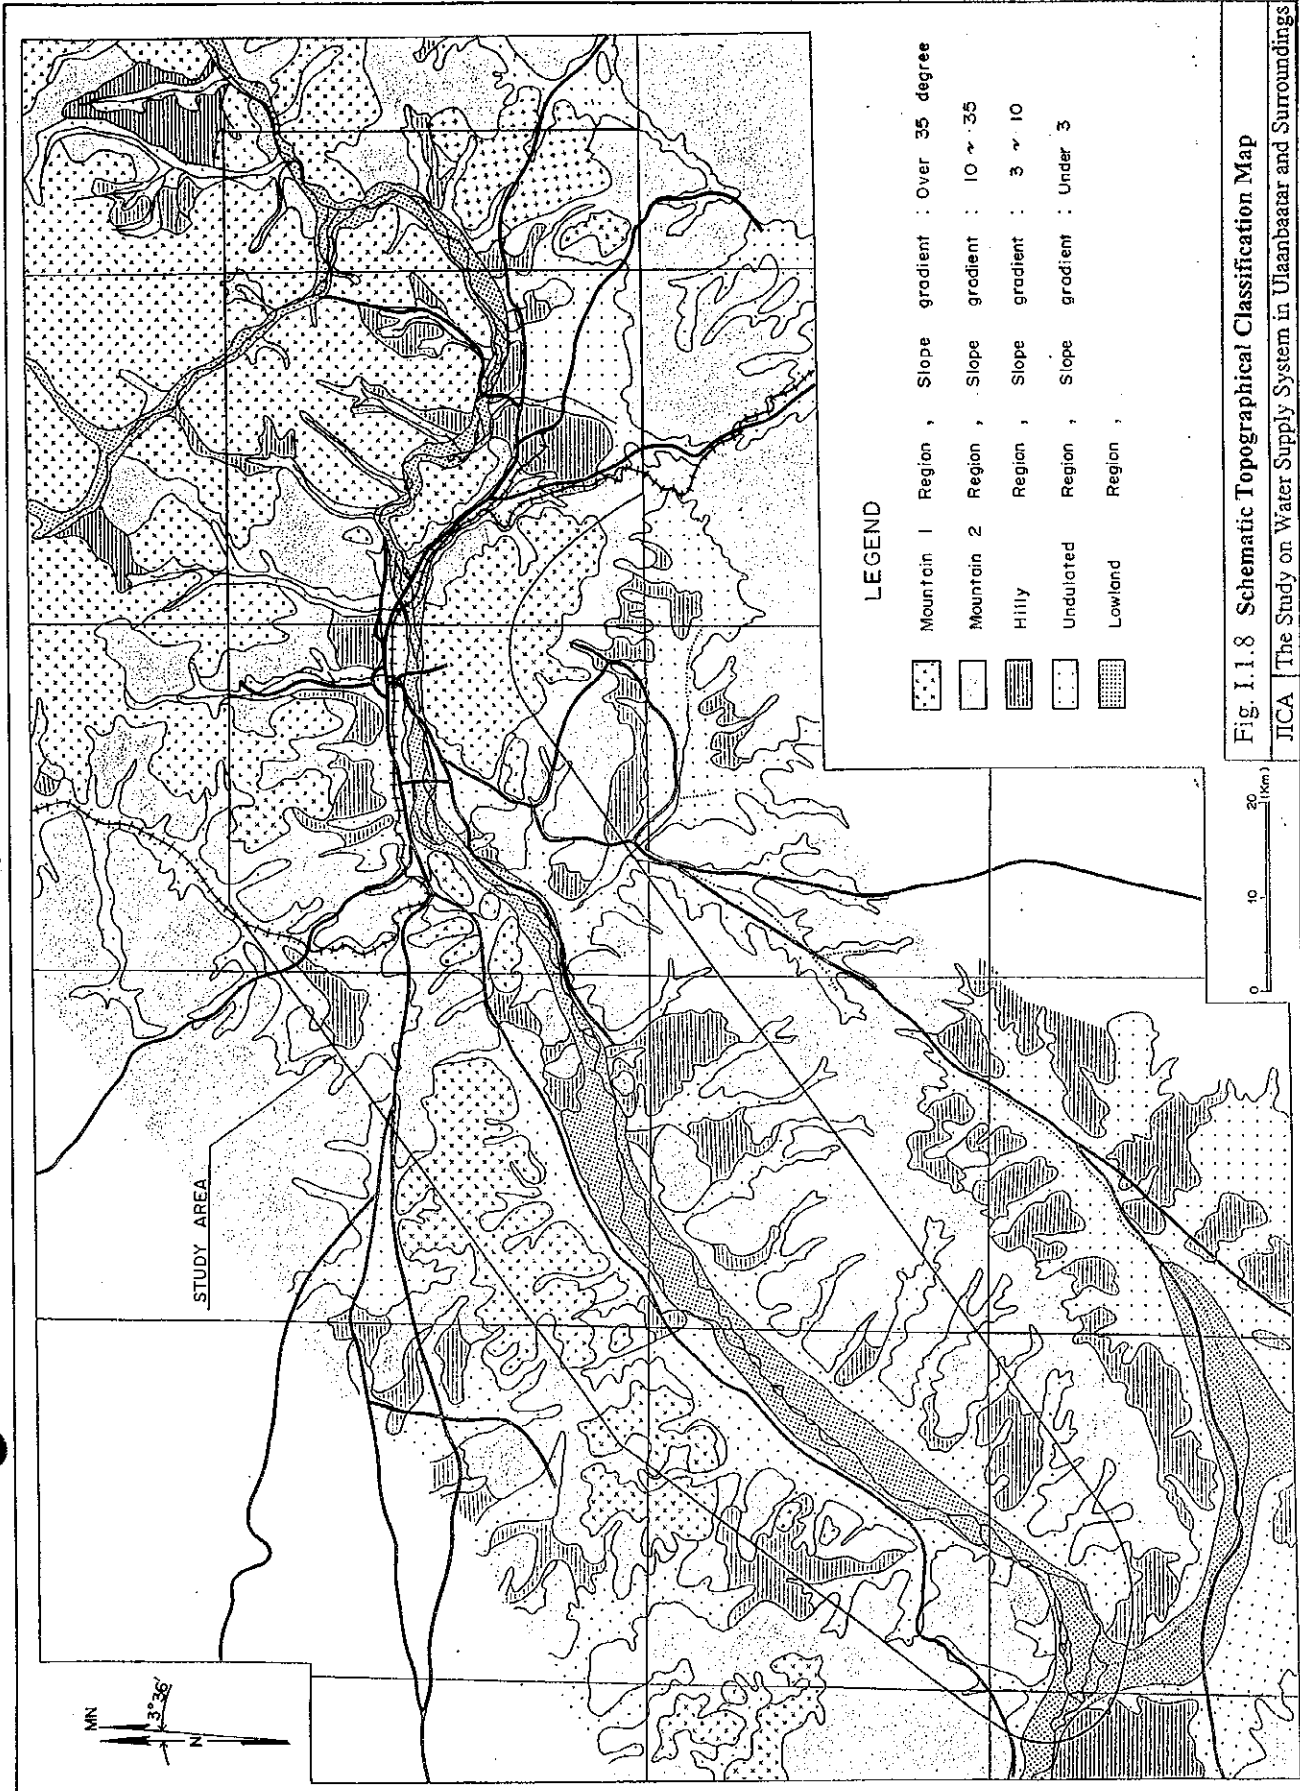 MN
3°36'
N
STUDY AREA
LEGEND
Mountain 1 Region , Slope gradient : Over 35 degree
Mountain 2 Region , Slope gradient : 10 ~ 35
Hilly Region , Slope gradient : 3 ~ 10
Undulated Region , Slope gradient : Under 3
Lowland Region ,
0 10 20 (Km)
Fig. I.1.8 Schematic Topographical Classification Map
JICA The Study on Water Supply System in Ulaanbaatar and Surroundings